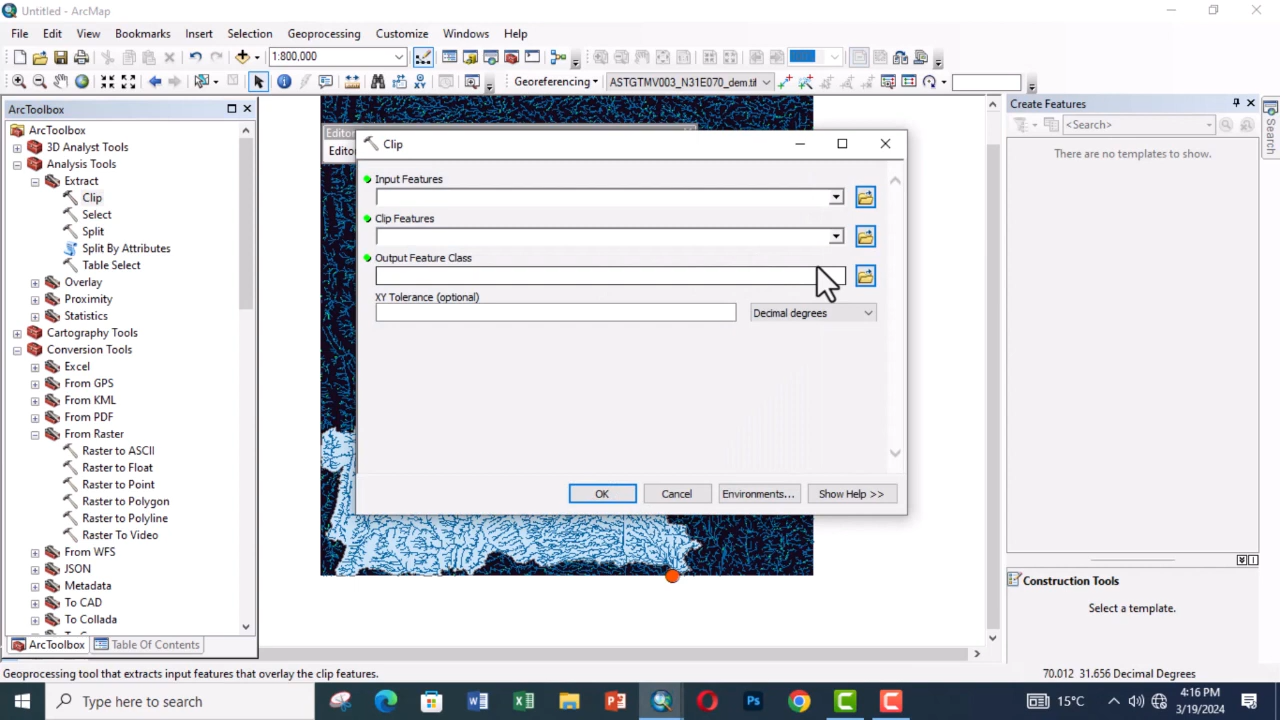 Untitled - ArcMap
File Edit View Bookmarks Insert Selection Geoprocessing Customize Windows Help
1:800,000
Georeferencing ASTGTMV003_N31E070_dem.tif
ArcToolbox
ArcToolbox
3D Analyst Tools
Analysis Tools
Extract
Clip
Select
Split
Split By Attributes
Table Select
Overlay
Proximity
Statistics
Cartography Tools
Conversion Tools
Excel
From GPS
From KML
From PDF
From Raster
Raster to ASCII
Raster to Float
Raster to Point
Raster to Polygon
Raster to Polyline
Raster To Video
From WFS
JSON
Metadata
To CAD
To Collada
ArcToolbox Table Of Contents
Editor
Editor
Clip
Input Features
Clip Features
Output Feature Class
XY Tolerance (optional)
Decimal degrees
OK Cancel Environments... Show Help >>
Create Features
<Search>
There are no templates to show.
Construction Tools
Select a template.
Search
Geoprocessing tool that extracts input features that overlay the clip features.
70.012 31.656 Decimal Degrees
Type here to search
15°C
4:16 PM
3/19/2024